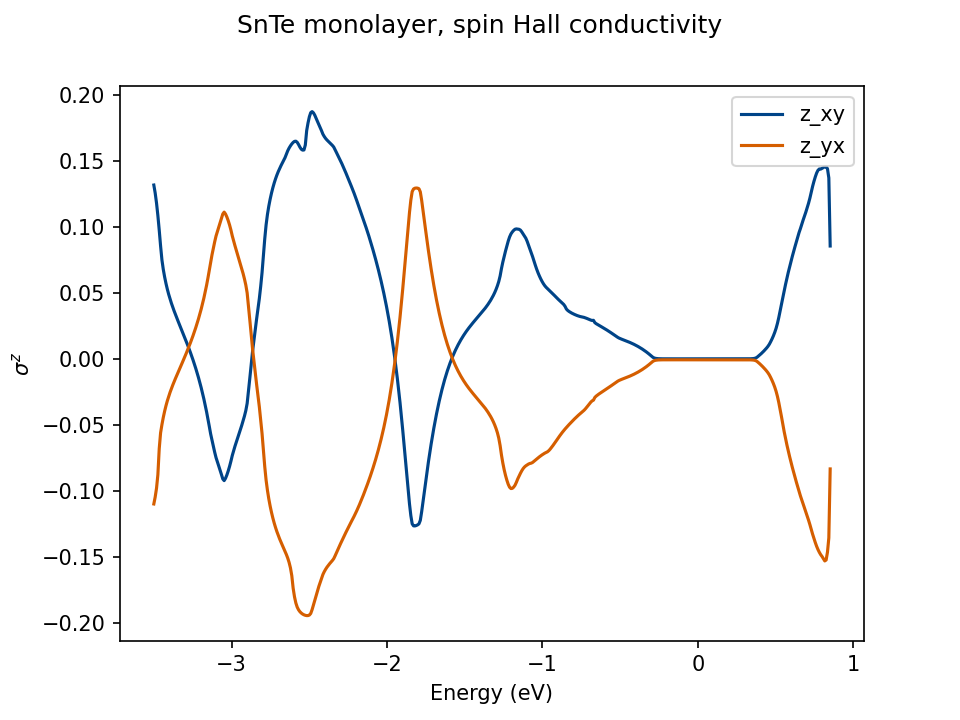 SnTe monolayer, spin Hall conductivity
z_xy
z_yx
0.20
0.15
0.10
0.05
0.00
−0.05
−0.10
−0.15
−0.20
σᶻ
−3
−2
−1
0
1
Energy (eV)